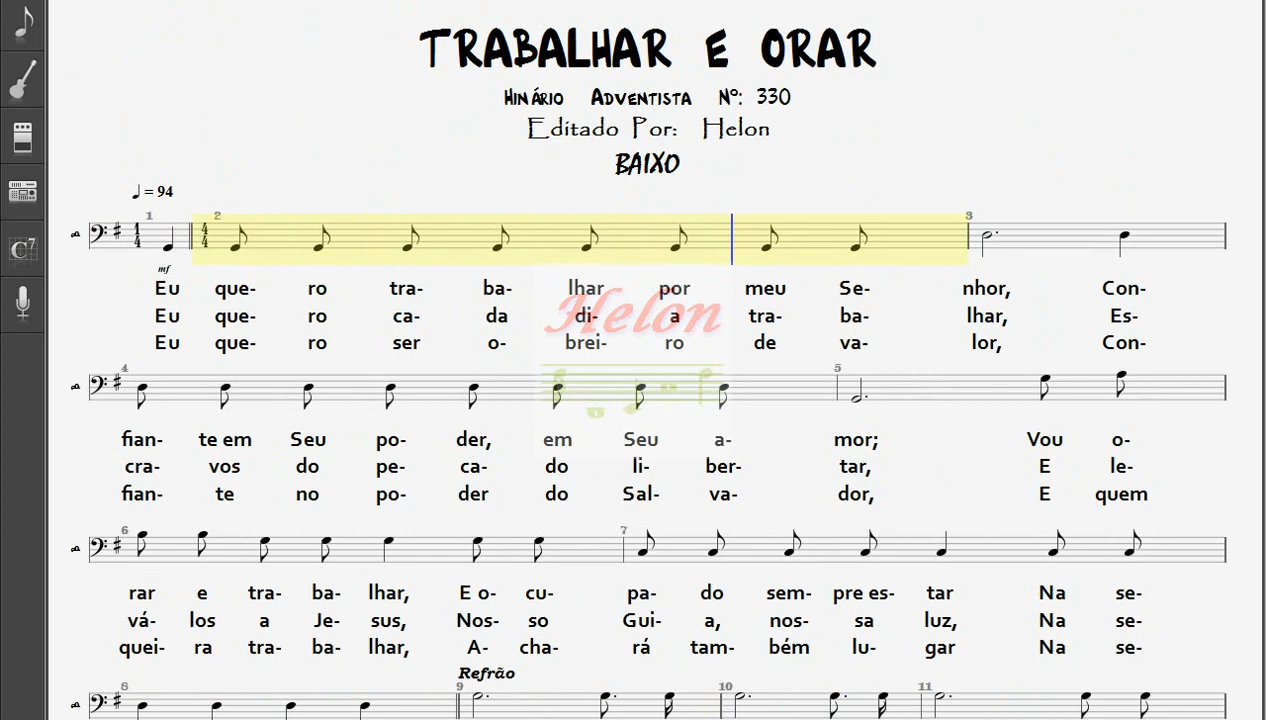 TRABALHAR E ORAR
HINÁRIO ADVENTISTA Nº: 330
Editado Por: Helon
BAIXO
= 94
1 2 3
4 4
mf
Eu que- ro tra- ba- lhar por meu Se- nhor, Con-
Eu que- ro ca- da di- a tra- ba- lhar, Es-
Eu que- ro ser o- brei- ro de va- lor, Con-
Helon
4 5
fian- te em Seu po- der, em Seu a- mor; Vou o-
cra- vos do pe- ca- do li- ber- tar, E le-
fian- te no po- der do Sal- va- dor, E quem
6 7
rar e tra- ba- lhar, E o- cu- pa- do sem- pre es- tar Na se-
vá- los a Je- sus, Nos- so Gui- a, nos- sa luz, Na se-
quei- ra tra- ba- lhar, A- cha- rá tam- bém lu- gar Na se-
Refrão
8 9 10 11
C7